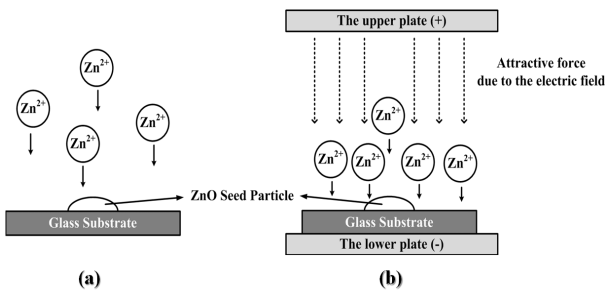 Zn2+
Zn2+
Zn2+
Zn2+
ZnO Seed Particle
Glass Substrate
(a)
The upper plate (+)
Attractive force
due to the electric field
Zn2+
Zn2+
Zn2+
Zn2+
Zn2+
Glass Substrate
The lower plate (-)
(b)